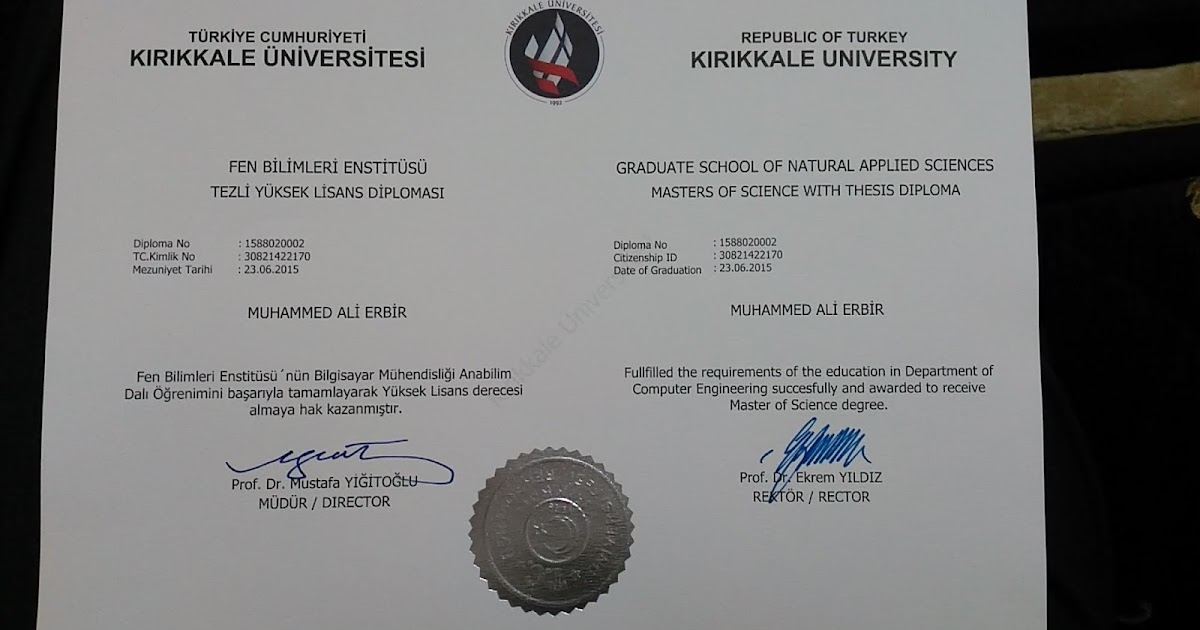 TÜRKİYE CUMHURİYETİ
KIRIKKALE ÜNİVERSİTESİ
FEN BİLİMLERİ ENSTİTÜSÜ
TEZLİ YÜKSEK LİSANS DİPLOMASI
Diploma No : 1588020002
TC.Kimlik No : 30821422170
Mezuniyet Tarihi : 23.06.2015
MUHAMMED ALİ ERBİR
Fen Bilimleri Enstitüsü´nün Bilgisayar Mühendisliği Anabilim
Dalı Öğrenimini başarıyla tamamlayarak Yüksek Lisans derecesi
almaya hak kazanmıştır.
Prof. Dr. Mustafa YİĞİTOĞLU
MÜDÜR / DIRECTOR
KIRIKKALE ÜNİVERSİTESİ
1992
REPUBLIC OF TURKEY
KIRIKKALE UNIVERSITY
GRADUATE SCHOOL OF NATURAL APPLIED SCIENCES
MASTERS OF SCIENCE WITH THESIS DIPLOMA
Diploma No : 1588020002
Citizenship ID : 30821422170
Date of Graduation : 23.06.2015
MUHAMMED ALİ ERBİR
Fullfilled the requirements of the education in Department of
Computer Engineering succesfully and awarded to receive
Master of Science degree.
Prof. Dr. Ekrem YILDIZ
REKTÖR / RECTOR